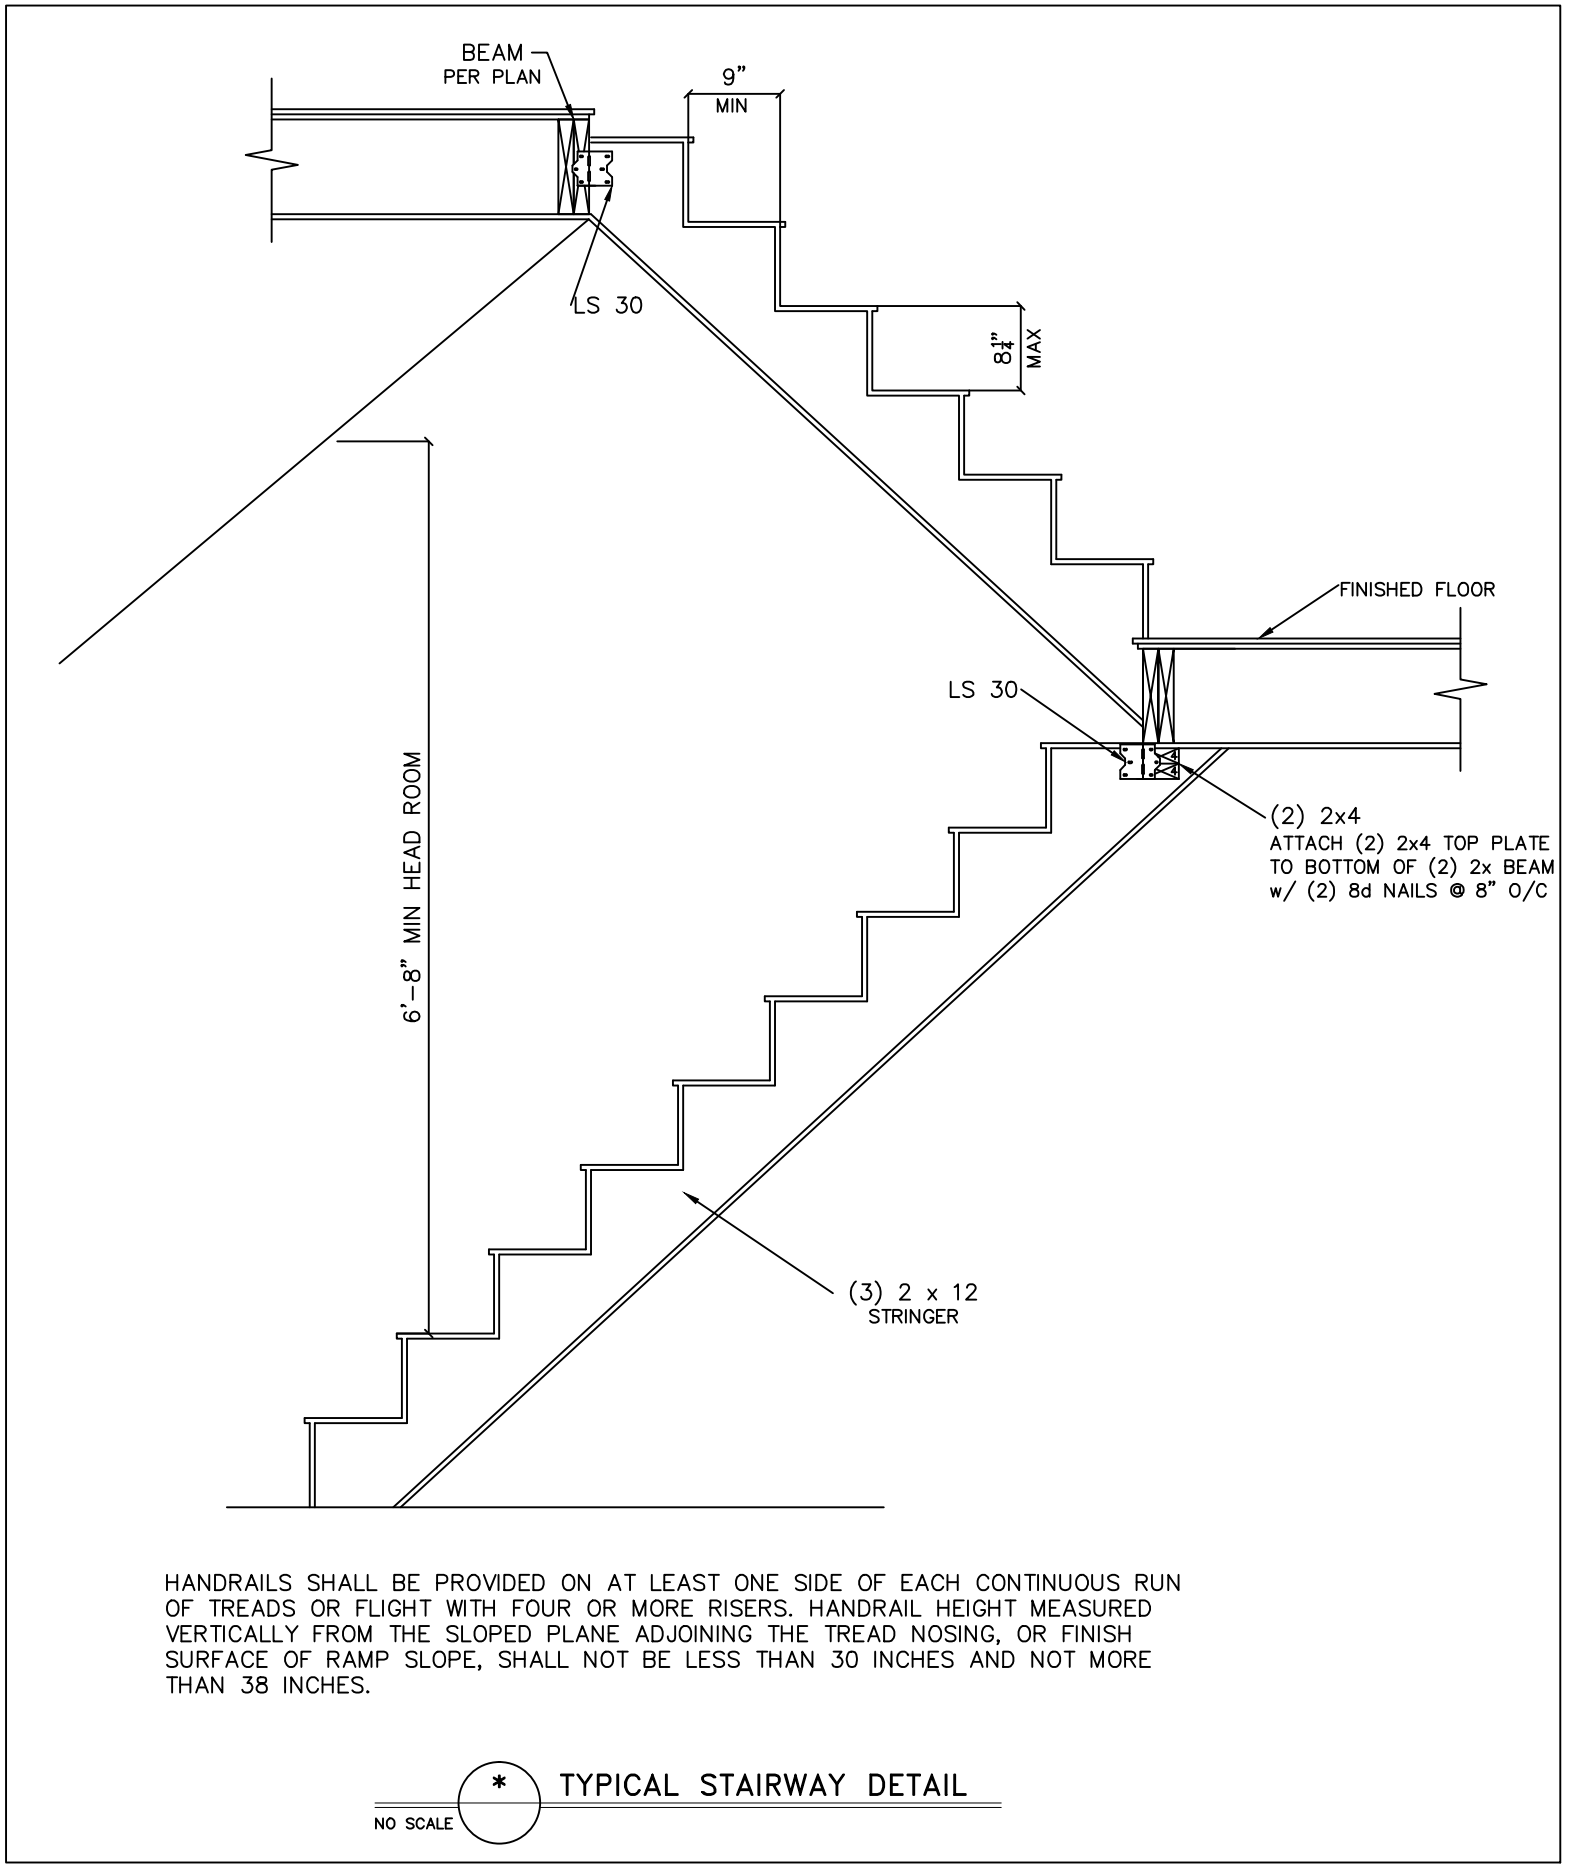 BEAM
PER PLAN
9"
MIN
LS 30
8 1/4"
MAX
FINISHED FLOOR
LS 30
4
4
(2) 2x4
ATTACH (2) 2x4 TOP PLATE
TO BOTTOM OF (2) 2x BEAM
w/ (2) 8d NAILS @ 8" O/C
6'-8" MIN HEAD ROOM
(3) 2 x 12
STRINGER
HANDRAILS SHALL BE PROVIDED ON AT LEAST ONE SIDE OF EACH CONTINUOUS RUN
OF TREADS OR FLIGHT WITH FOUR OR MORE RISERS. HANDRAIL HEIGHT MEASURED
VERTICALLY FROM THE SLOPED PLANE ADJOINING THE TREAD NOSING, OR FINISH
SURFACE OF RAMP SLOPE, SHALL NOT BE LESS THAN 30 INCHES AND NOT MORE
THAN 38 INCHES.
* TYPICAL STAIRWAY DETAIL
NO SCALE